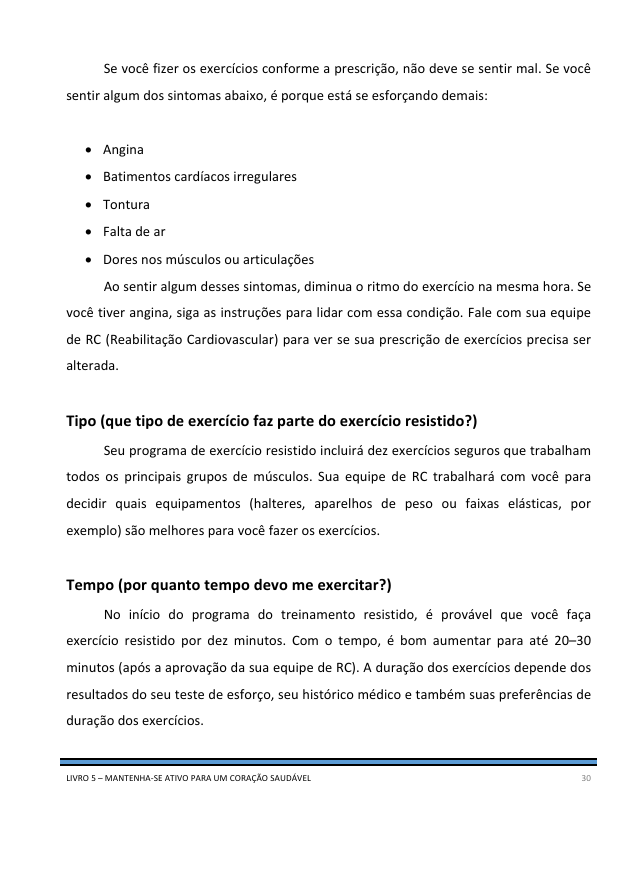 Se você fizer os exercícios conforme a prescrição, não deve se sentir mal. Se você
sentir algum dos sintomas abaixo, é porque está se esforçando demais:
• Angina
• Batimentos cardíacos irregulares
• Tontura
• Falta de ar
• Dores nos músculos ou articulações
Ao sentir algum desses sintomas, diminua o ritmo do exercício na mesma hora. Se
você tiver angina, siga as instruções para lidar com essa condição. Fale com sua equipe
de RC (Reabilitação Cardiovascular) para ver se sua prescrição de exercícios precisa ser
alterada.
Tipo (que tipo de exercício faz parte do exercício resistido?)
Seu programa de exercício resistido incluirá dez exercícios seguros que trabalham
todos os principais grupos de músculos. Sua equipe de RC trabalhará com você para
decidir quais equipamentos (halteres, aparelhos de peso ou faixas elásticas, por
exemplo) são melhores para você fazer os exercícios.
Tempo (por quanto tempo devo me exercitar?)
No início do programa do treinamento resistido, é provável que você faça
exercício resistido por dez minutos. Com o tempo, é bom aumentar para até 20–30
minutos (após a aprovação da sua equipe de RC). A duração dos exercícios depende dos
resultados do seu teste de esforço, seu histórico médico e também suas preferências de
duração dos exercícios.
LIVRO 5 – MANTENHA-SE ATIVO PARA UM CORAÇÃO SAUDÁVEL 30